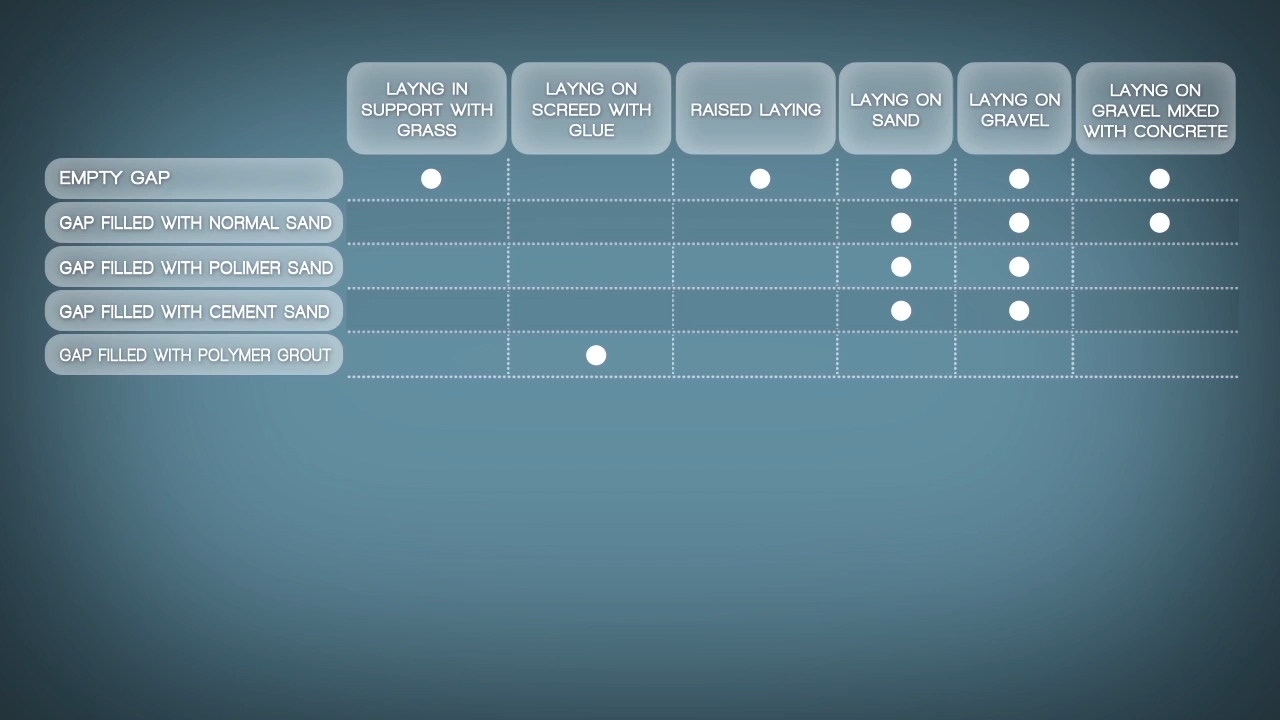 LAYNG IN
SUPPORT WITH
GRASS
LAYNG ON
SCREED WITH
GLUE
RAISED LAYING
LAYNG ON
SAND
LAYNG ON
GRAVEL
LAYNG ON
GRAVEL MIXED
WITH CONCRETE
EMPTY GAP
GAP FILLED WITH NORMAL SAND
GAP FILLED WITH POLIMER SAND
GAP FILLED WITH CEMENT SAND
GAP FILLED WITH POLYMER GROUT